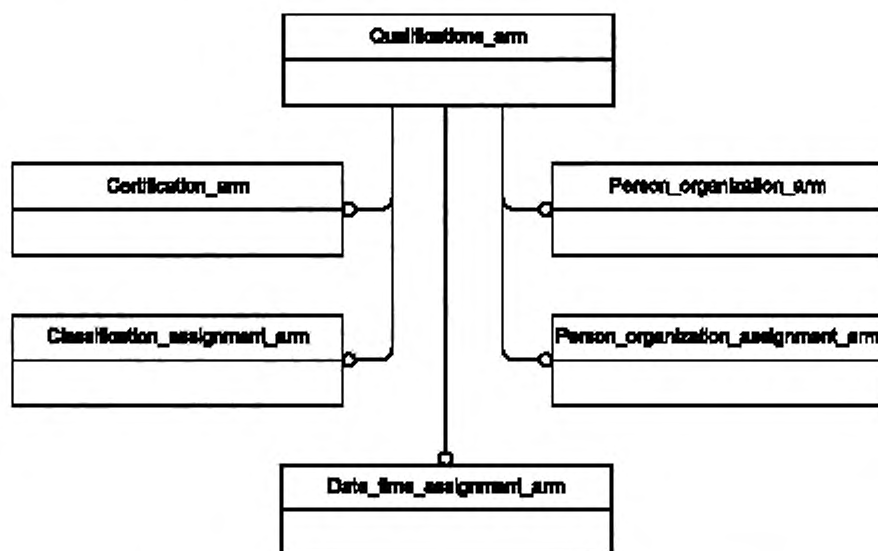 Qualifications_arm
Certification_arm
Person_organization_arm
Classification_assignment_arm
Person_organization_assignment_arm
Date_time_assignment_arm